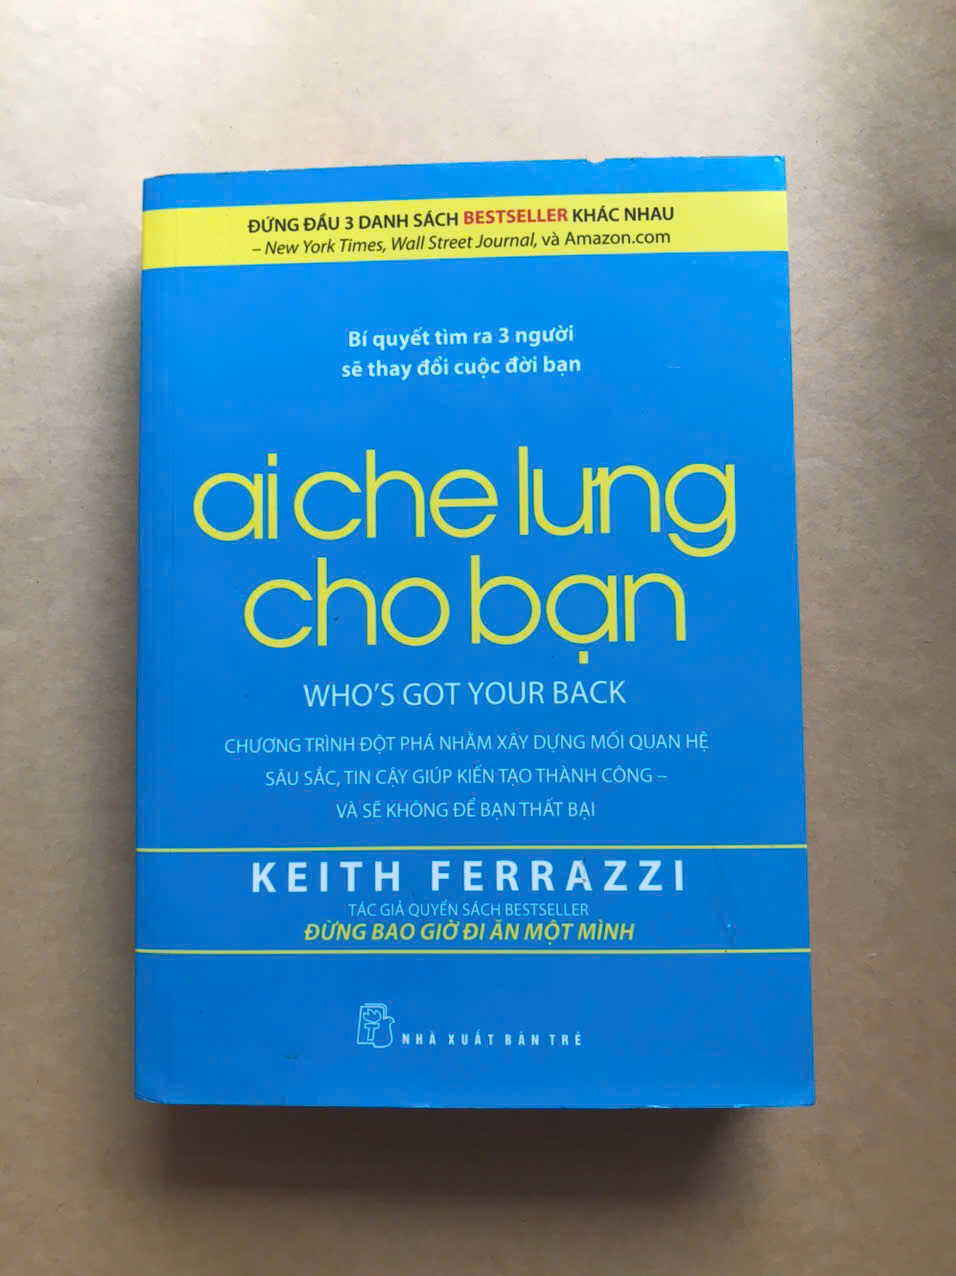 ĐỨNG ĐẦU 3 DANH SÁCH BESTSELLER KHÁC NHAU
– New York Times, Wall Street Journal, và Amazon.com
Bí quyết tìm ra 3 người
sẽ thay đổi cuộc đời bạn
ai che lưng
cho bạn
WHO'S GOT YOUR BACK
CHƯƠNG TRÌNH ĐỘT PHÁ NHẰM XÂY DỰNG MỐI QUAN HỆ
SÂU SẮC, TIN CẬY GIÚP KIẾN TẠO THÀNH CÔNG –
VÀ SẼ KHÔNG ĐỂ BẠN THẤT BẠI
KEITH FERRAZZI
TÁC GIẢ QUYỂN SÁCH BESTSELLER
ĐỪNG BAO GIỜ ĐI ĂN MỘT MÌNH
NHÀ XUẤT BẢN TRẺ